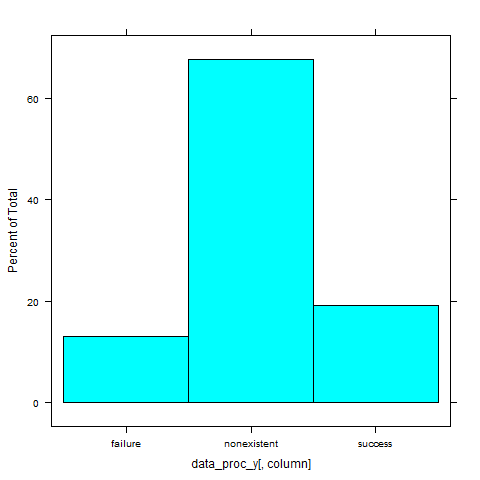 60
40
20
0
Percent of Total
failure nonexistent success
data_proc_y[, column]